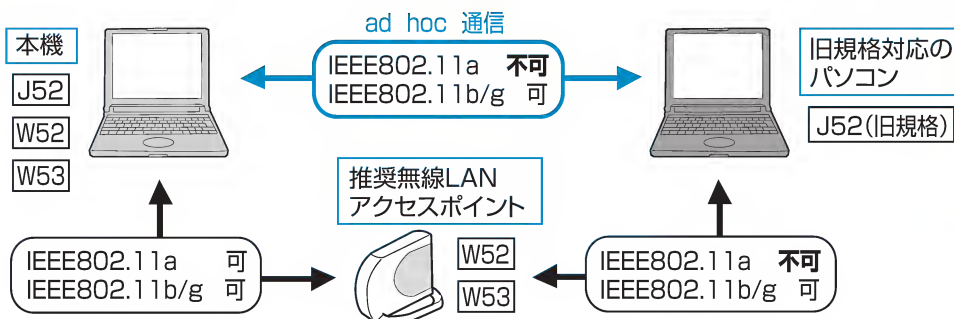 ad hoc 通信
本機
J52
W52
W53
IEEE802.11a 不可
IEEE802.11b/g 可
旧規格対応の
パソコン
J52(旧規格)
推奨無線LAN
アクセスポイント
W52
W53
IEEE802.11a 可
IEEE802.11b/g 可
IEEE802.11a 不可
IEEE802.11b/g 可